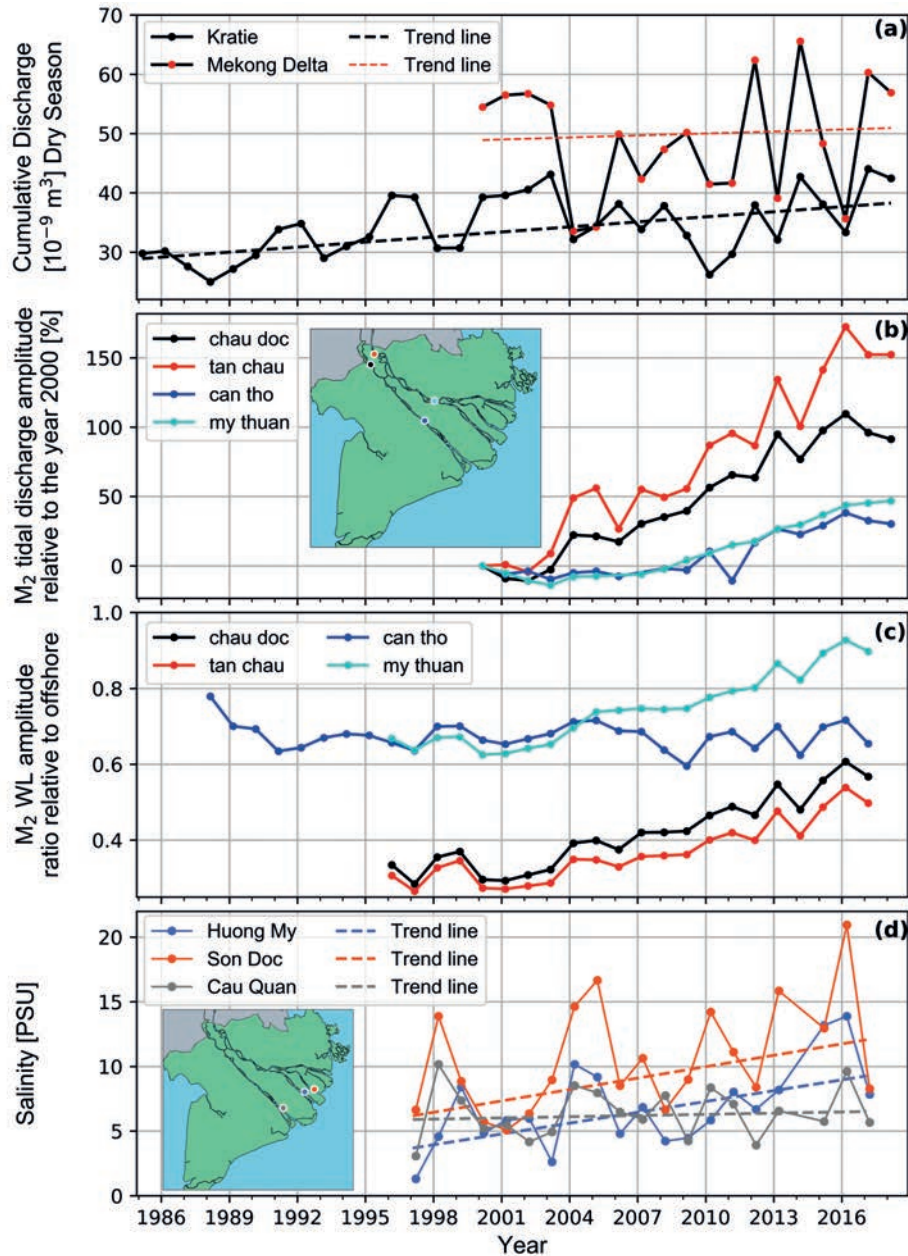 (a)
Kratie
Trend line
Mekong Delta
Trend line
Cumulative Discharge
[10⁻⁹ m³] Dry Season
70
60
50
40
30
(b)
chau doc
tan chau
can tho
my thuan
M₂ tidal discharge amplitude
relative to the year 2000 [%]
150
100
50
0
(c)
chau doc
can tho
tan chau
my thuan
M₂ WL amplitude
ratio relative to offshore
1.0
0.8
0.6
0.4
(d)
Huong My
Trend line
Son Doc
Trend line
Cau Quan
Trend line
Salinity [PSU]
20
15
10
5
0
1986 1989 1992 1995 1998 2001 2004 2007 2010 2013 2016
Year